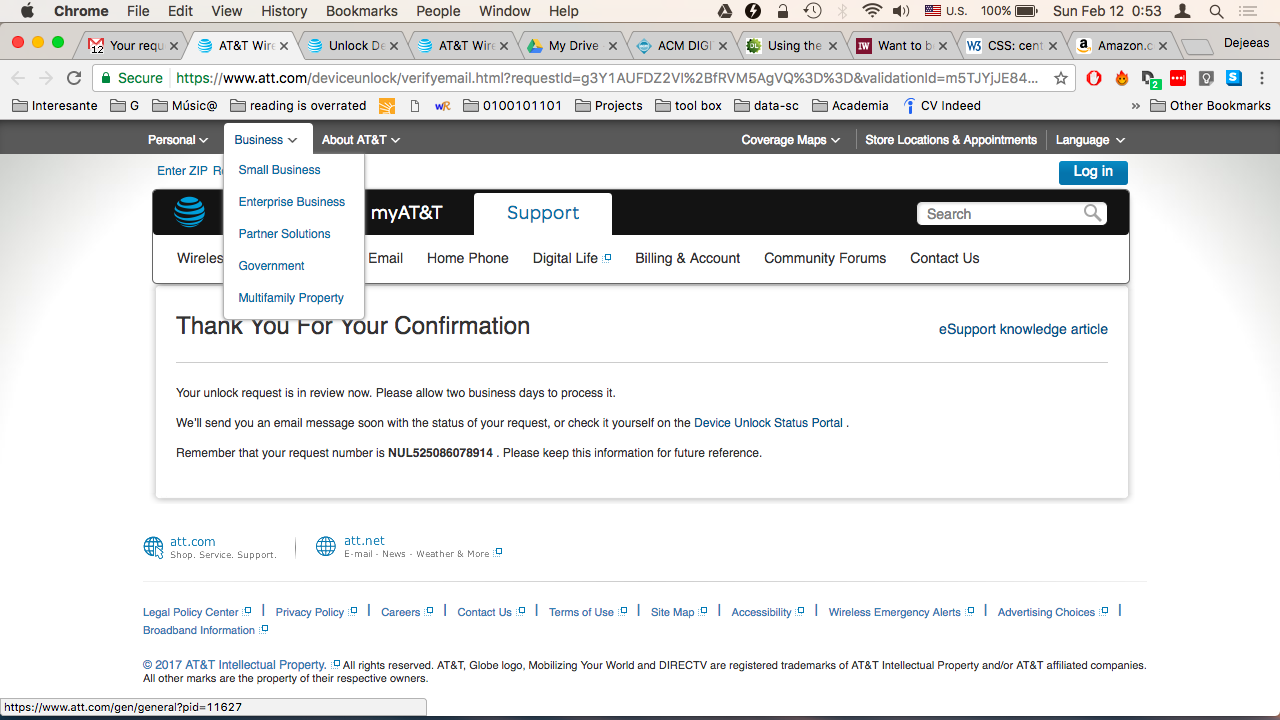 Chrome File Edit View History Bookmarks People Window Help U.S. 100% Sun Feb 12 0:53
12 Your requ AT&T Wire Unlock De AT&T Wire My Drive ACM DIGI Using the Want to b CSS: cent Amazon.c Dejeeas
Secure https://www.att.com/deviceunlock/verifyemail.html?requestId=g3Y1AUFDZ2Vl%2BfRVM5AgVQ%3D%3D&validationId=m5TJYjJE84... 2
Interesante G Músic@ reading is overrated wR 0100101101 Projects tool box data-sc Academia CV Indeed » Other Bookmarks
Personal Business About AT&T Coverage Maps Store Locations & Appointments Language
Enter ZIP Log in
Small Business
Enterprise Business
Partner Solutions
Government
Multifamily Property
myAT&T Support Search
Wireles Email Home Phone Digital Life Billing & Account Community Forums Contact Us
Thank You For Your Confirmation
eSupport knowledge article
Your unlock request is in review now. Please allow two business days to process it.
We'll send you an email message soon with the status of your request, or check it yourself on the Device Unlock Status Portal .
Remember that your request number is NUL525086078914 . Please keep this information for future reference.
att.com
Shop. Service. Support.
att.net
E-mail - News - Weather & More
Legal Policy Center | Privacy Policy | Careers | Contact Us | Terms of Use | Site Map | Accessibility | Wireless Emergency Alerts | Advertising Choices |
Broadband Information
© 2017 AT&T Intellectual Property. All rights reserved. AT&T, Globe logo, Mobilizing Your World and DIRECTV are registered trademarks of AT&T Intellectual Property and/or AT&T affiliated companies.
All other marks are the property of their respective owners.
https://www.att.com/gen/general?pid=11627